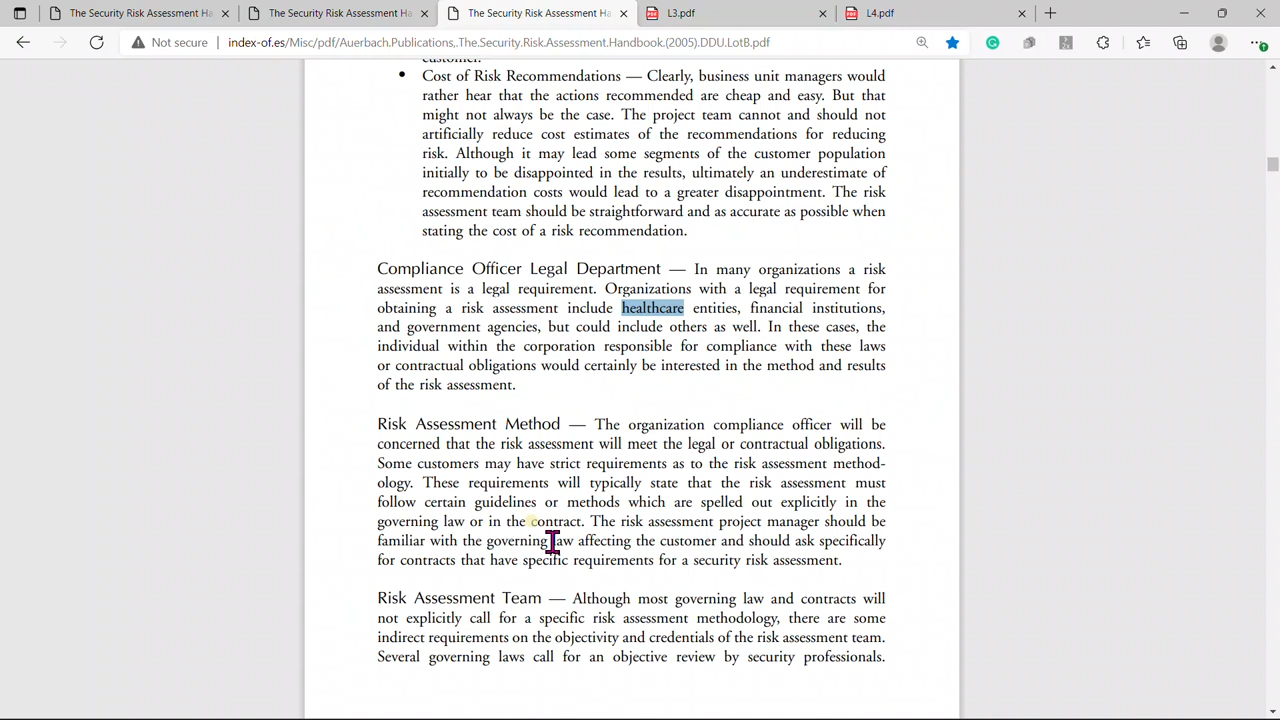 The Security Risk Assessment Ha
The Security Risk Assessment Ha
The Security Risk Assessment Ha
L3.pdf
L4.pdf
Not secure
index-of.es/Misc/pdf/Auerbach.Publications,.The.Security.Risk.Assessment.Handbook.(2005).DDU.LotB.pdf
customer.
• Cost of Risk Recommendations — Clearly, business unit managers would
rather hear that the actions recommended are cheap and easy. But that
might not always be the case. The project team cannot and should not
artificially reduce cost estimates of the recommendations for reducing
risk. Although it may lead some segments of the customer population
initially to be disappointed in the results, ultimately an underestimate of
recommendation costs would lead to a greater disappointment. The risk
assessment team should be straightforward and as accurate as possible when
stating the cost of a risk recommendation.
Compliance Officer Legal Department — In many organizations a risk
assessment is a legal requirement. Organizations with a legal requirement for
obtaining a risk assessment include healthcare entities, financial institutions,
and government agencies, but could include others as well. In these cases, the
individual within the corporation responsible for compliance with these laws
or contractual obligations would certainly be interested in the method and results
of the risk assessment.
Risk Assessment Method — The organization compliance officer will be
concerned that the risk assessment will meet the legal or contractual obligations.
Some customers may have strict requirements as to the risk assessment method-
ology. These requirements will typically state that the risk assessment must
follow certain guidelines or methods which are spelled out explicitly in the
governing law or in the contract. The risk assessment project manager should be
familiar with the governing law affecting the customer and should ask specifically
for contracts that have specific requirements for a security risk assessment.
Risk Assessment Team — Although most governing law and contracts will
not explicitly call for a specific risk assessment methodology, there are some
indirect requirements on the objectivity and credentials of the risk assessment team.
Several governing laws call for an objective review by security professionals.